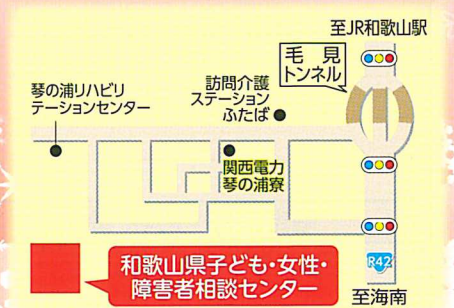 至JR和歌山駅
毛見
トンネル
琴の浦リハビリ
テーションセンター
訪問介護
ステーション
ふたば
関西電力
琴の浦寮
R42
和歌山県子ども・女性・
障害者相談センター
至海南